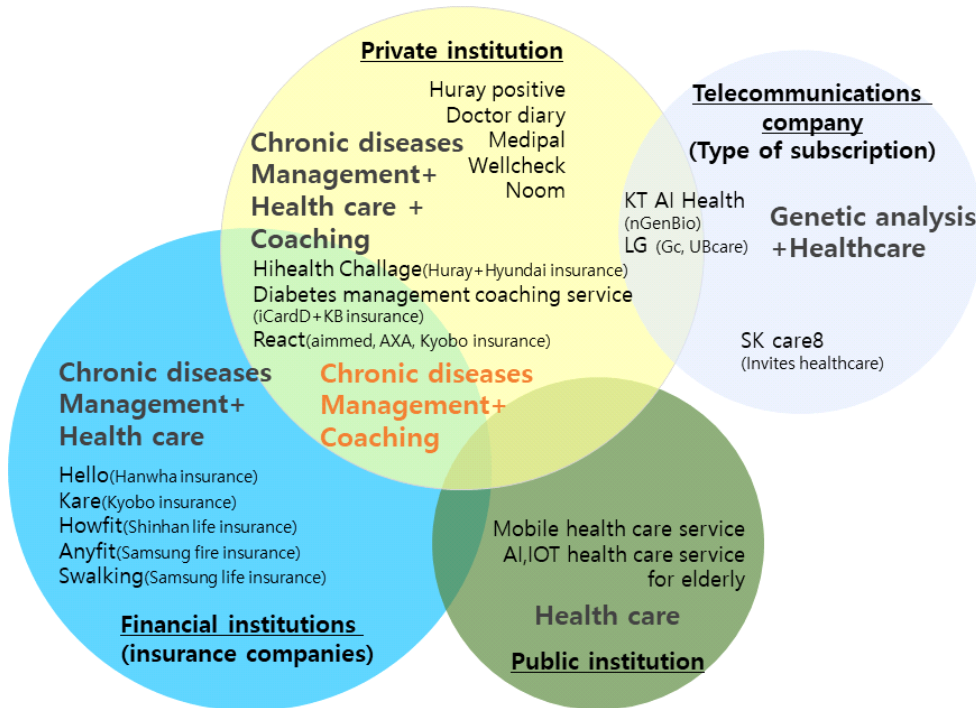 Private institution
Huray positive
Doctor diary
Medipal
Wellcheck
Noom
Chronic diseases
Management+
Health care +
Coaching
Hihealth Challage(Huray+Hyundai insurance)
Diabetes management coaching service
(iCardD+KB insurance)
React(aimmed, AXA, Kyobo insurance)
Telecommunications
company
(Type of subscription)
KT AI Health
(nGenBio)
LG (Gc, UBcare)
Genetic analysis
+Healthcare
SK care8
(Invites healthcare)
Chronic diseases
Management+
Health care
Chronic diseases
Management+
Coaching
Hello(Hanwha insurance)
Kare(Kyobo insurance)
Howfit(Shinhan life insurance)
Anyfit(Samsung fire insurance)
Swalking(Samsung life insurance)
Financial institutions
(insurance companies)
Mobile health care service
AI,IOT health care service
for elderly
Health care
Public institution